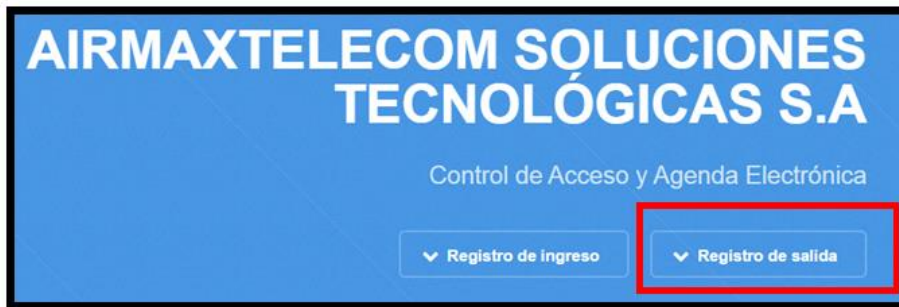 AIRMAXTELECOM SOLUCIONES
TECNOLÓGICAS S.A
Control de Acceso y Agenda Electrónica
Registro de ingreso
Registro de salida